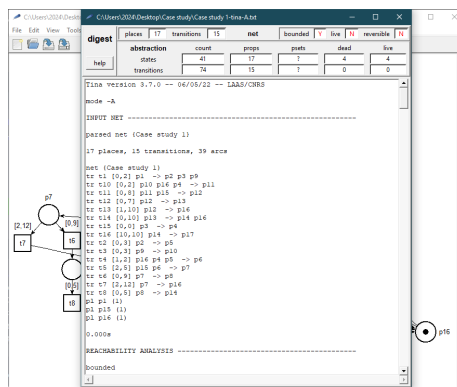 C:\Users\2024\Desktop\Case study\Case study 1-tina-A.txt
File Edit View Tools
digest places 17 transitions 15 net bounded Y live N reversible N
abstraction count props psets dead live
help states 41 17 ? 4 4
transitions 74 15 ? 0 0
Tina version 3.7.0 -- 06/05/22 -- LAAS/CNRS
mode -A
INPUT NET -------------------------------------------------------
parsed net (Case study 1)
17 places, 15 transitions, 39 arcs
net (Case study 1)
tr t1 [0,2] p1 -> p2 p3 p9
tr t10 [0,2] p10 p16 p4 -> p11
tr t11 [0,8] p11 p15 -> p12
tr t12 [0,7] p12 -> p13
tr t13 [1,10] p12 -> p16
tr t14 [0,10] p13 -> p14 p16
tr t15 [0,0] p3 -> p4
tr t16 [10,10] p14 -> p17
tr t2 [0,3] p2 -> p5
tr t3 [0,3] p9 -> p10
tr t4 [1,2] p16 p4 p5 -> p6
tr t5 [2,5] p15 p6 -> p7
tr t6 [0,9] p7 -> p8
tr t7 [2,12] p7 -> p16
tr t8 [0,5] p8 -> p14
pl p1 (1)
pl p15 (1)
pl p16 (1)
0.000s
REACHABILITY ANALYSIS -------------------------------------------
bounded
p7
[2,12]
[0,9]
t7
t6
[0,5]
t8
p16